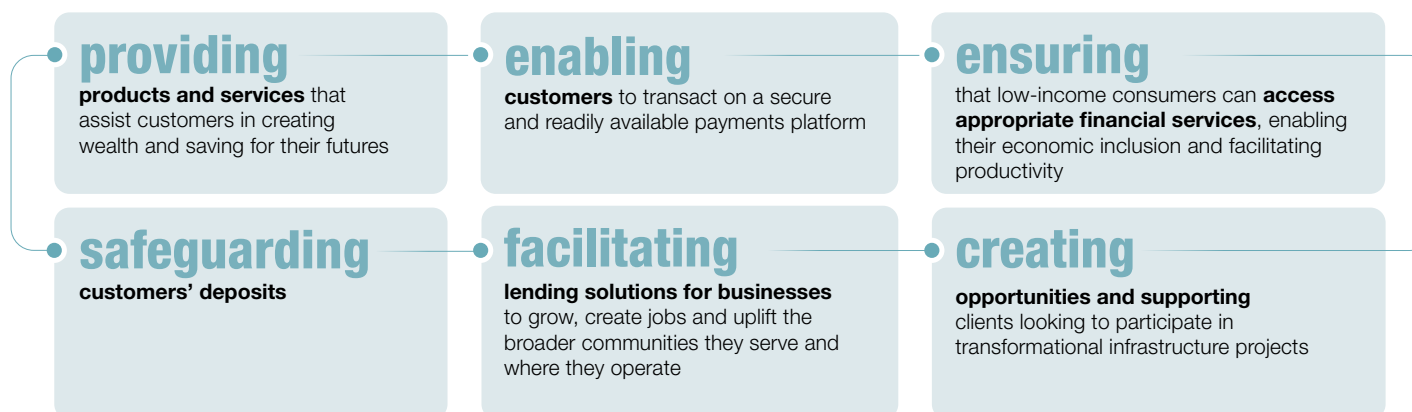 providing
products and services that
assist customers in creating
wealth and saving for their futures
enabling
customers to transact on a secure
and readily available payments platform
ensuring
that low-income consumers can access
appropriate financial services, enabling
their economic inclusion and facilitating
productivity
safeguarding
customers’ deposits
facilitating
lending solutions for businesses
to grow, create jobs and uplift the
broader communities they serve and
where they operate
creating
opportunities and supporting
clients looking to participate in
transformational infrastructure projects